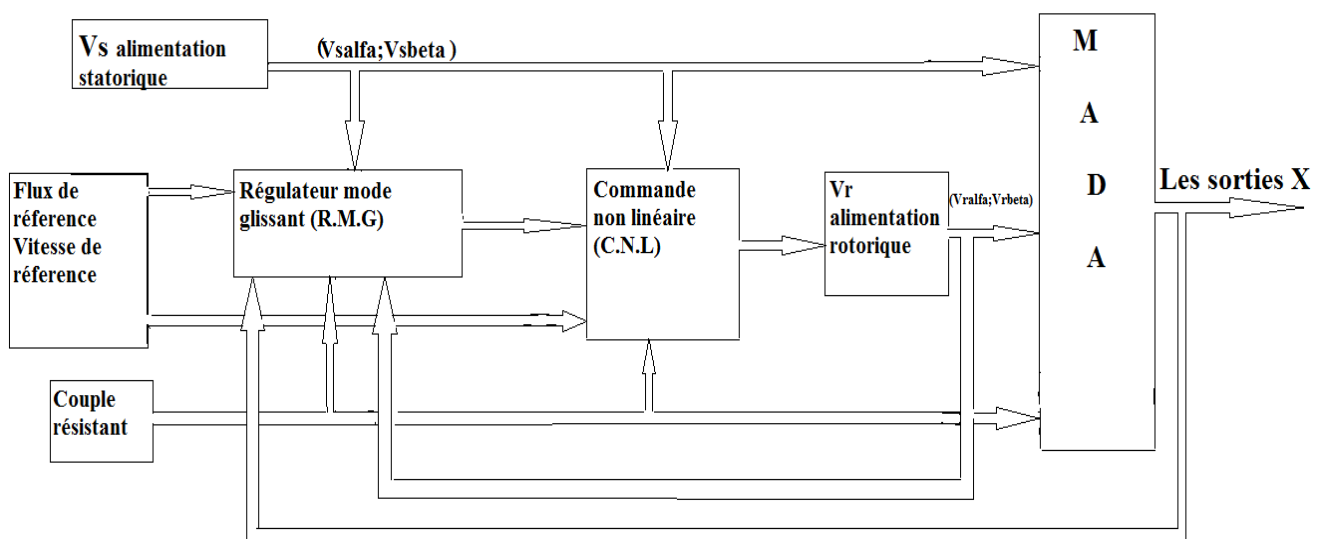 Vs alimentation
statorique
(Vsalfa;Vsbeta )
M
A
D
A
Flux de
réference
Vitesse de
réference
Régulateur mode
glissant (R.M.G)
Commande
non linéaire
(C.N.L)
Vr
alimentation
rotorique
(Vralfa;Vrbeta)
Les sorties X
Couple
résistant